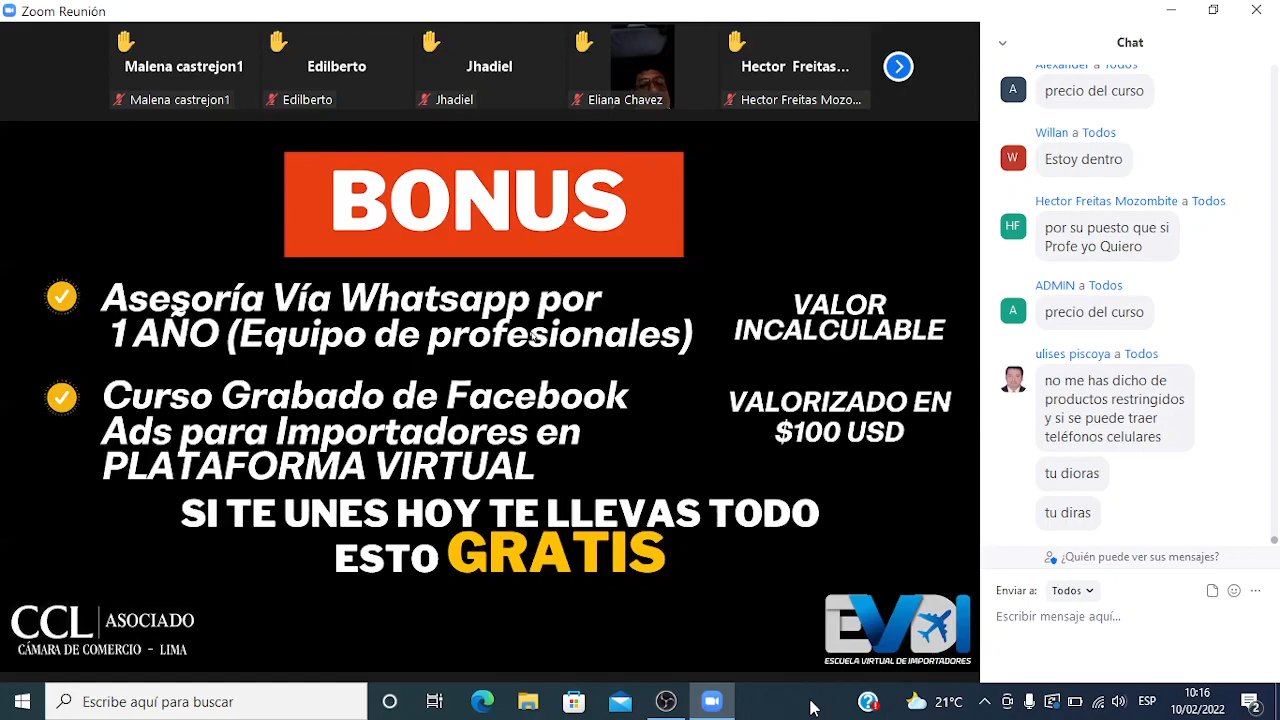 Zoom Reunión
Malena castrejon1
Edilberto
Jhadiel
Hector Freitas...
Malena castrejon1
Edilberto
Jhadiel
Eliana Chavez
Hector Freitas Mozo...
BONUS
Asesoría Vía Whatsapp por
1 AÑO (Equipo de profesionales)
VALOR
INCALCULABLE
Curso Grabado de Facebook
Ads para Importadores en
PLATAFORMA VIRTUAL
VALORIZADO EN
$100 USD
SI TE UNES HOY TE LLEVAS TODO
ESTO GRATIS
CCL ASOCIADO
CÁMARA DE COMERCIO - LIMA
EVDI
ESCUELA VIRTUAL DE IMPORTADORES
Chat
Alexander a Todos
A
precio del curso
Willan a Todos
W
Estoy dentro
Hector Freitas Mozombite a Todos
HF
por su puesto que si
Profe yo Quiero
ADMIN a Todos
A
precio del curso
ulises piscoya a Todos
no me has dicho de
productos restringidos
y si se puede traer
teléfonos celulares
tu dioras
tu diras
¿Quién puede ver sus mensajes?
Enviar a: Todos
Escribir mensaje aquí...
Escribe aquí para buscar
21°C
ESP
10:16
10/02/2022
2